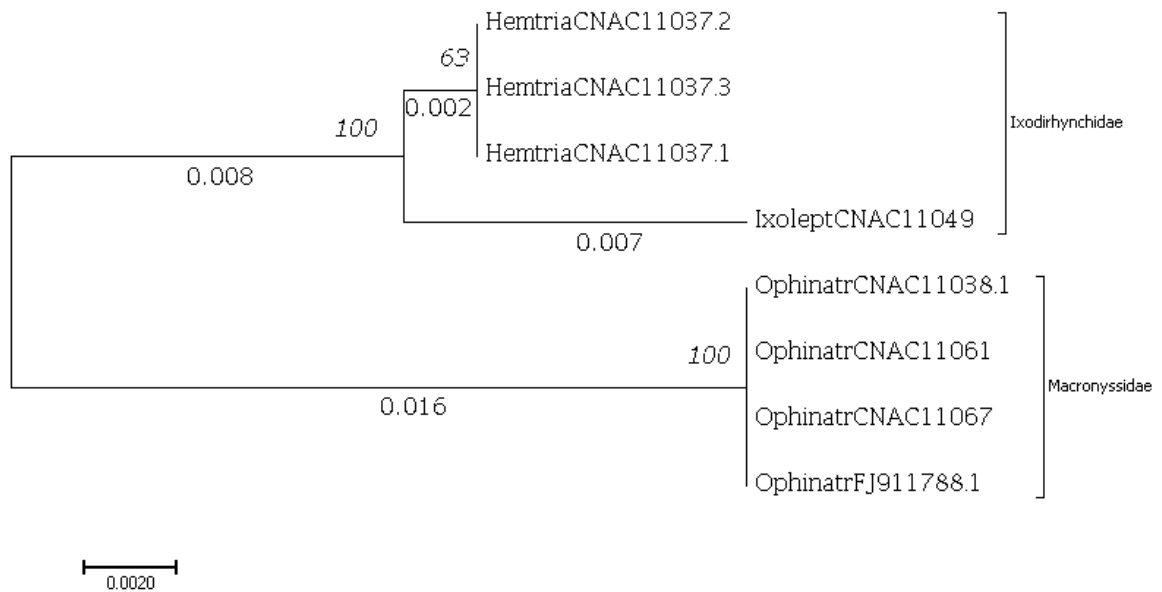 HemtriaCNAC11037.2
63
HemtriaCNAC11037.3
0.002
100
Ixodirhynchidae
HemtriaCNAC11037.1
0.008
IxoleptCNAC11049
0.007
OphinatrCNAC11038.1
100
OphinatrCNAC11061
Macronyssidae
0.016
OphinatrCNAC11067
OphinatrFJ911788.1
0.0020